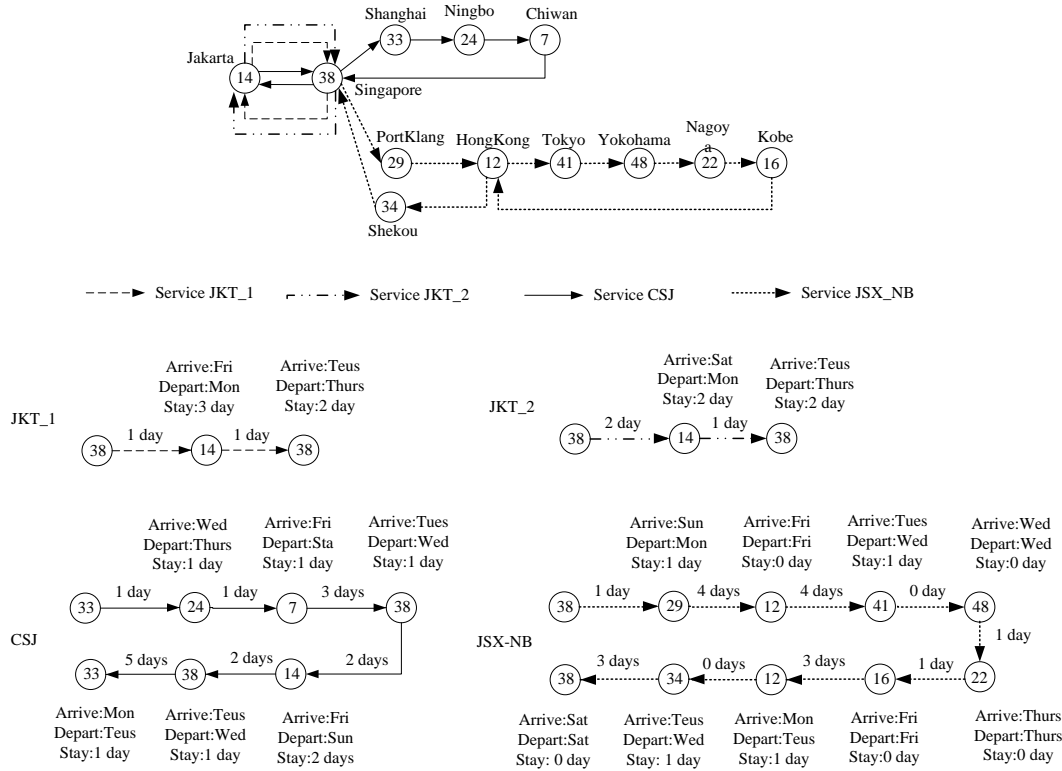 Shanghai Ningbo Chiwan
33 24 7
Jakarta
14 38
Singapore
PortKlang HongKong Tokyo Yokohama Nagoy
a Kobe
29 12 41 48 22 16
34
Shekou
Service JKT_1 Service JKT_2 Service CSJ Service JSX_NB
JKT_1
Arrive:Fri
Depart:Mon
Stay:3 day
Arrive:Teus
Depart:Thurs
Stay:2 day
38 1 day 14 1 day 38
JKT_2
Arrive:Sat
Depart:Mon
Stay:2 day
Arrive:Teus
Depart:Thurs
Stay:2 day
38 2 day 14 1 day 38
CSJ
Arrive:Wed
Depart:Thurs
Stay:1 day
Arrive:Fri
Depart:Sta
Stay:1 day
Arrive:Tues
Depart:Wed
Stay:1 day
33 1 day 24 1 day 7 3 days 38
2 days
33 5 days 38 2 days 14
Arrive:Mon
Depart:Teus
Stay:1 day
Arrive:Teus
Depart:Wed
Stay:1 day
Arrive:Fri
Depart:Sun
Stay:2 days
JSX-NB
Arrive:Sun
Depart:Mon
Stay:1 day
Arrive:Fri
Depart:Fri
Stay:0 day
Arrive:Tues
Depart:Wed
Stay:1 day
Arrive:Wed
Depart:Wed
Stay:0 day
38 1 day 29 4 days 12 4 days 41 0 day 48
1 day
38 3 days 34 0 days 12 3 days 16 1 day 22
Arrive:Sat
Depart:Sat
Stay: 0 day
Arrive:Teus
Depart:Wed
Stay: 1 day
Arrive:Mon
Depart:Teus
Stay:1 day
Arrive:Fri
Depart:Fri
Stay:0 day
Arrive:Thurs
Depart:Thurs
Stay:0 day